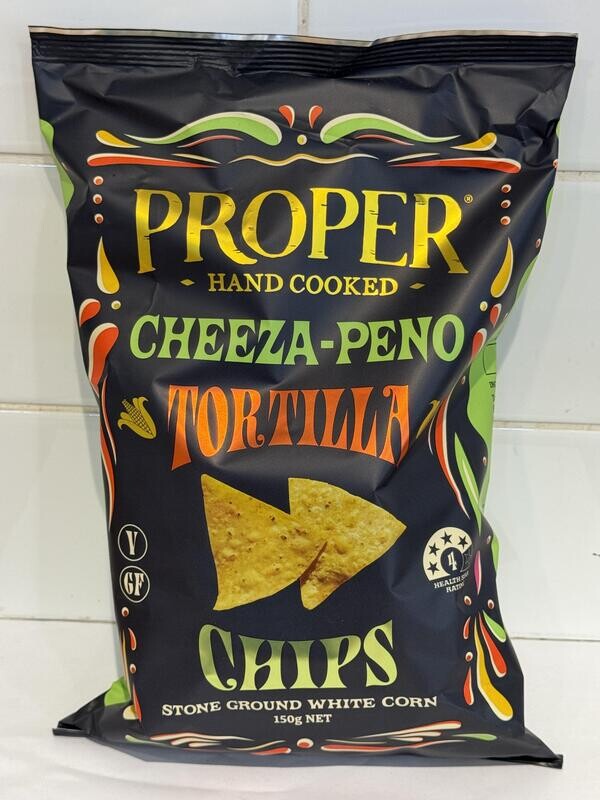 PROPER®
HAND COOKED
CHEEZA-PENO
TORTILLA
V
GF
4
HEALTH STAR
RATING
CHIPS
STONE GROUND WHITE CORN
150g NET